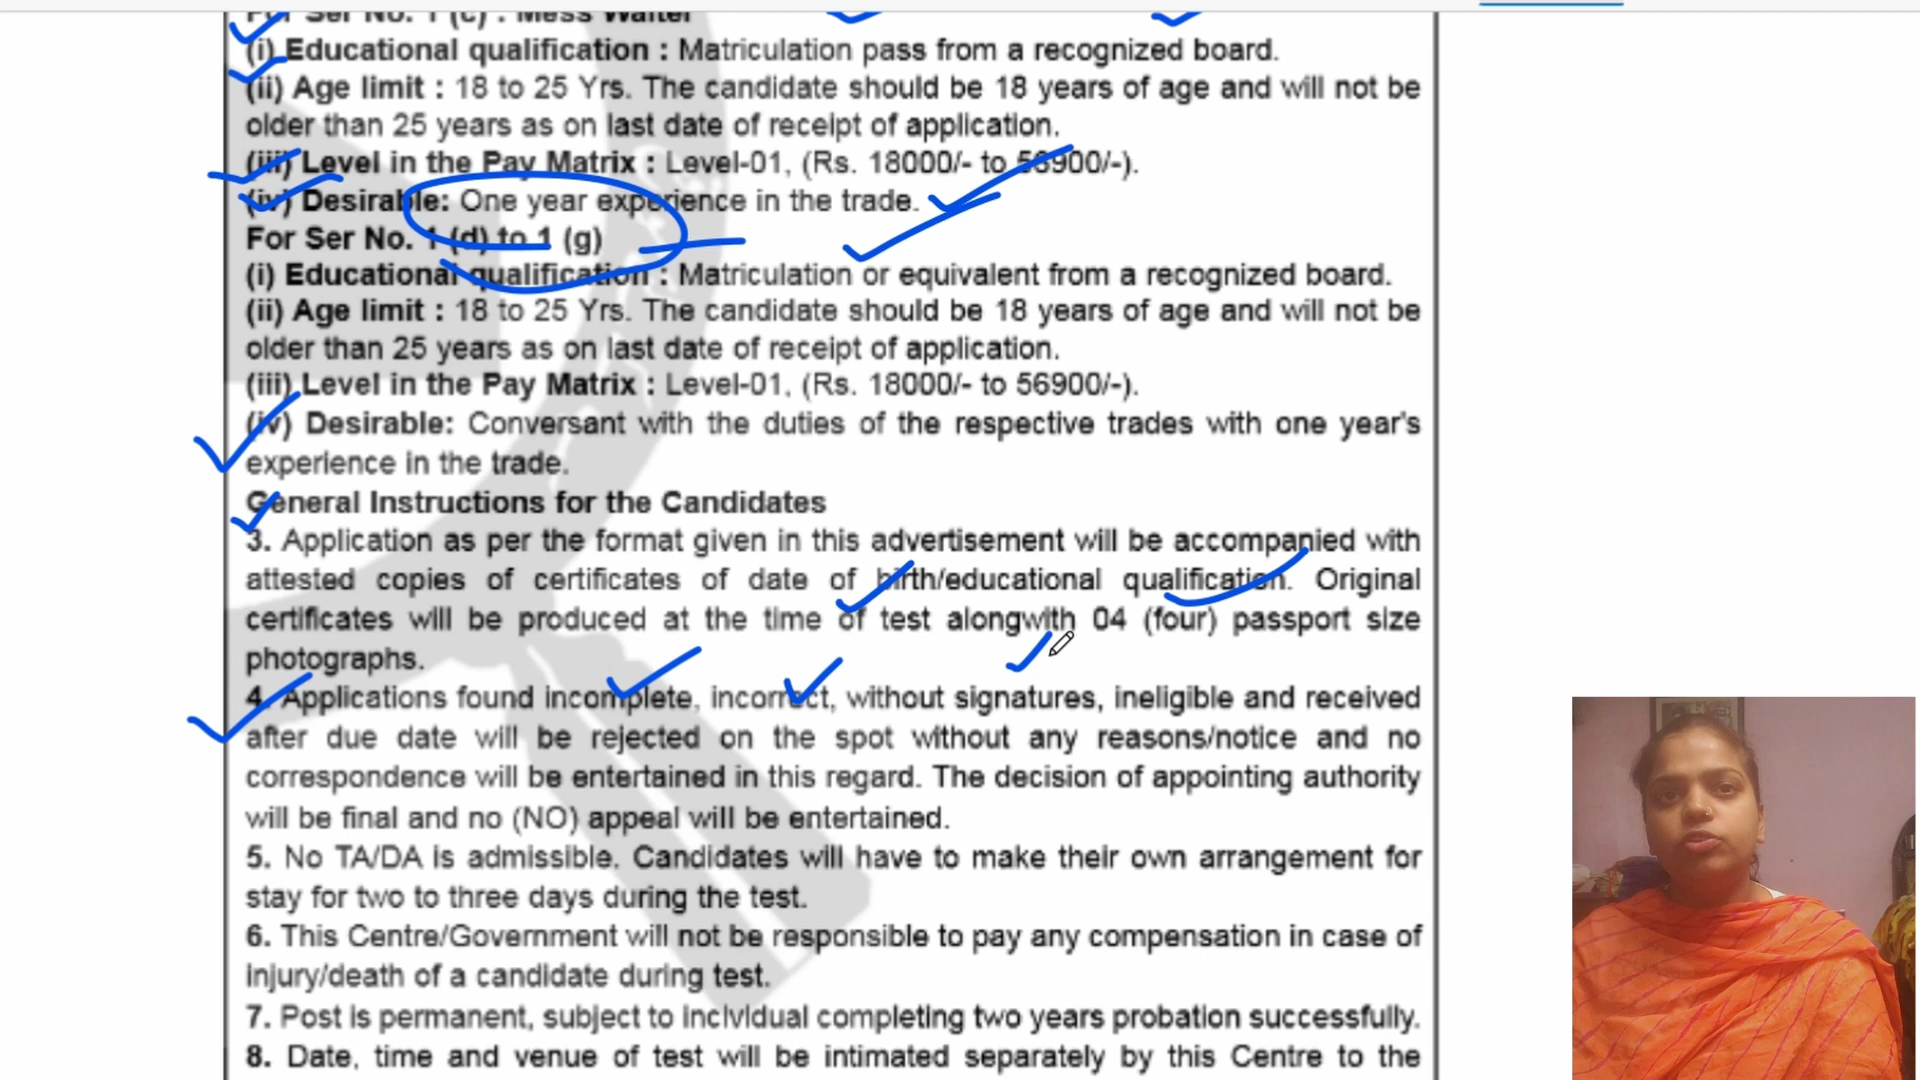 For Ser No. 1 (c) : Mess Waiter
(i) Educational qualification : Matriculation pass from a recognized board.
(ii) Age limit : 18 to 25 Yrs. The candidate should be 18 years of age and will not be
older than 25 years as on last date of receipt of application.
(iii) Level in the Pay Matrix : Level-01, (Rs. 18000/- to 56900/-).
(iv) Desirable: One year experience in the trade.
For Ser No. 1 (d) to 1 (g)
(i) Educational qualification : Matriculation or equivalent from a recognized board.
(ii) Age limit : 18 to 25 Yrs. The candidate should be 18 years of age and will not be
older than 25 years as on last date of receipt of application.
(iii) Level in the Pay Matrix : Level-01, (Rs. 18000/- to 56900/-).
(iv) Desirable: Conversant with the duties of the respective trades with one year's
experience in the trade.
General Instructions for the Candidates
3. Application as per the format given in this advertisement will be accompanied with
attested copies of certificates of date of birth/educational qualification. Original
certificates will be produced at the time of test alongwith 04 (four) passport size
photographs.
4. Applications found incomplete, incorrect, without signatures, ineligible and received
after due date will be rejected on the spot without any reasons/notice and no
correspondence will be entertained in this regard. The decision of appointing authority
will be final and no (NO) appeal will be entertained.
5. No TA/DA is admissible. Candidates will have to make their own arrangement for
stay for two to three days during the test.
6. This Centre/Government will not be responsible to pay any compensation in case of
injury/death of a candidate during test.
7. Post is permanent, subject to individual completing two years probation successfully.
8. Date, time and venue of test will be intimated separately by this Centre to the